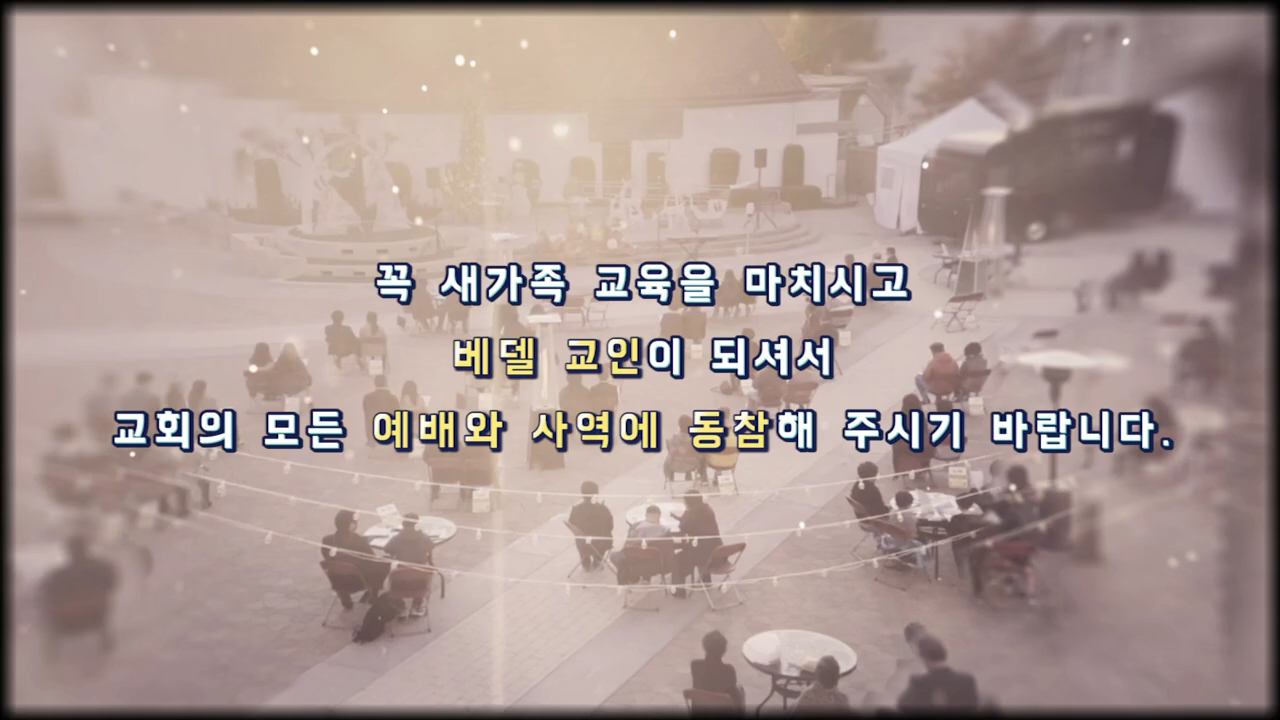 꼭 새가족 교육을 마치시고
베델 교인이 되셔서
교회의 모든 예배와 사역에 동참해 주시기 바랍니다.